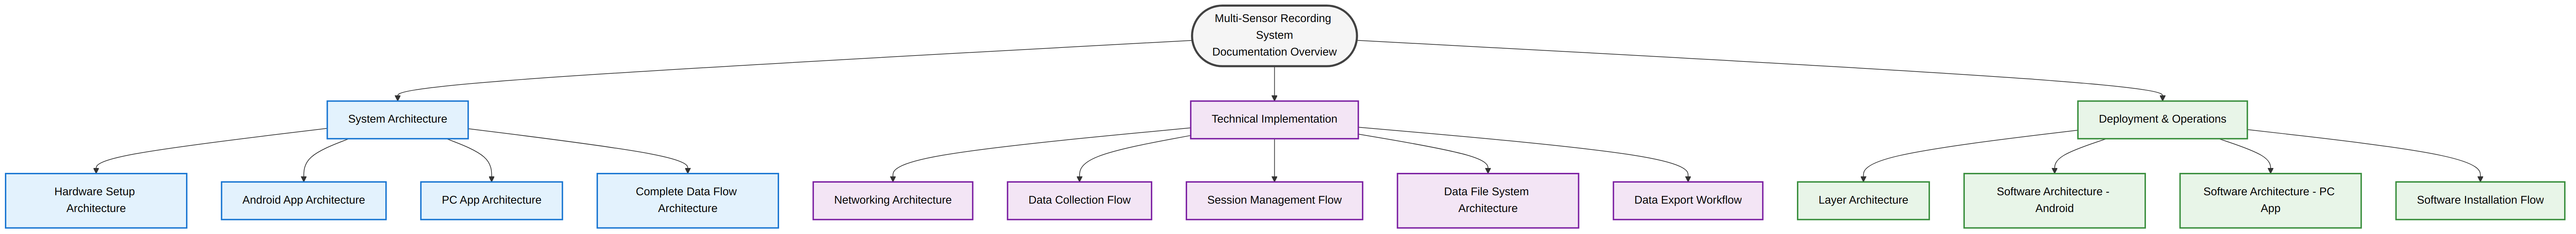 Multi-Sensor Recording
System
Documentation Overview
System Architecture
Technical Implementation
Deployment & Operations
Hardware Setup
Architecture
Android App Architecture
PC App Architecture
Complete Data Flow
Architecture
Networking Architecture
Data Collection Flow
Session Management Flow
Data File System
Architecture
Data Export Workflow
Layer Architecture
Software Architecture -
Android
Software Architecture - PC
App
Software Installation Flow